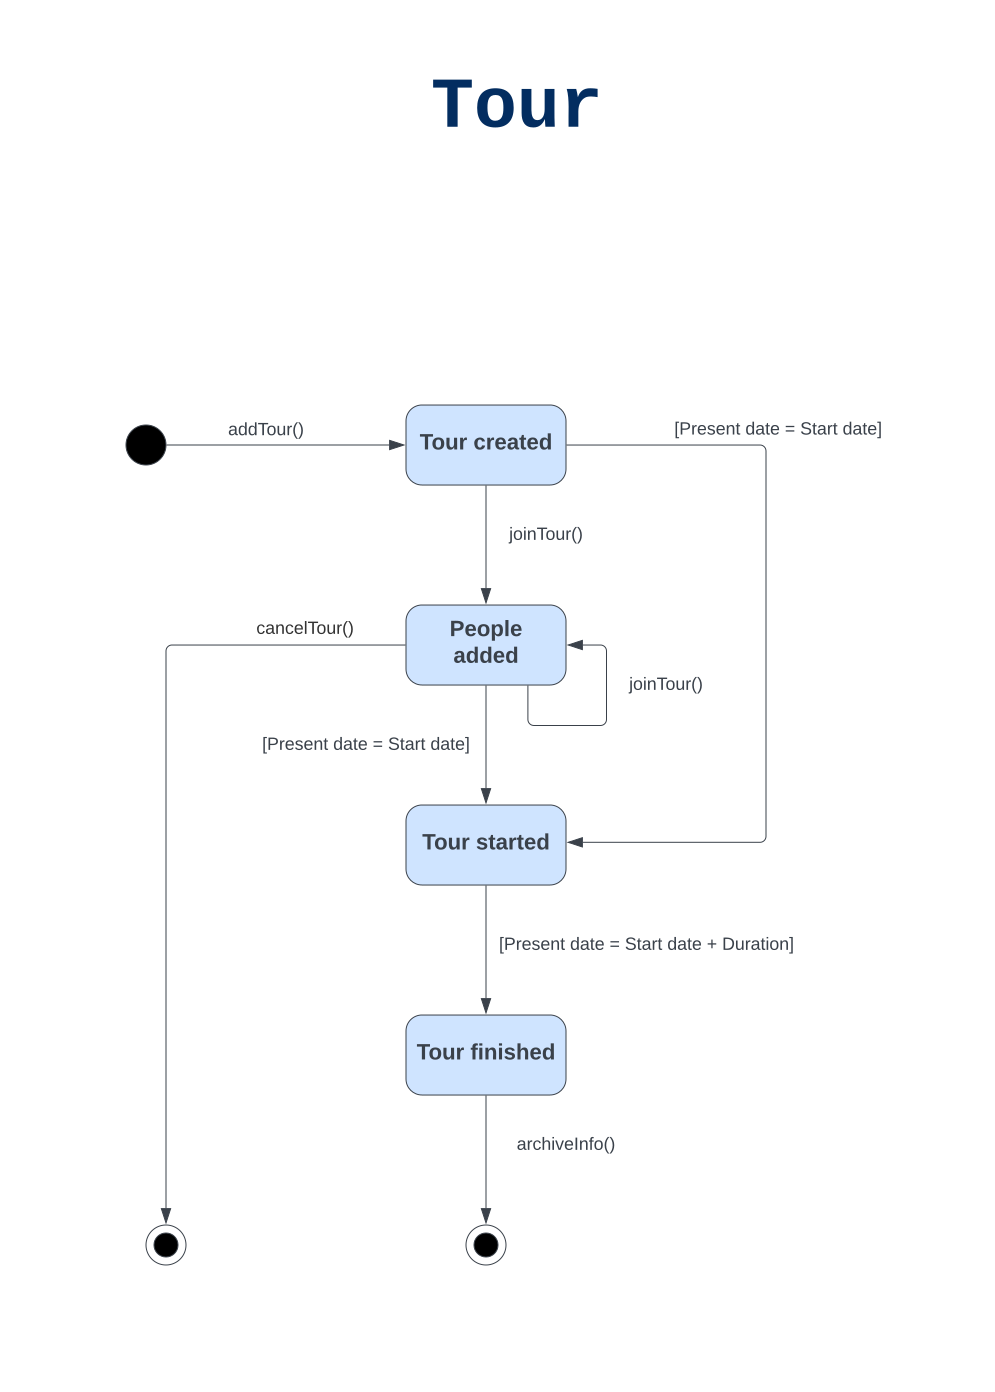 Tour
addTour()
Tour created
[Present date = Start date]
joinTour()
cancelTour()
People
added
joinTour()
[Present date = Start date]
Tour started
[Present date = Start date + Duration]
Tour finished
archiveInfo()